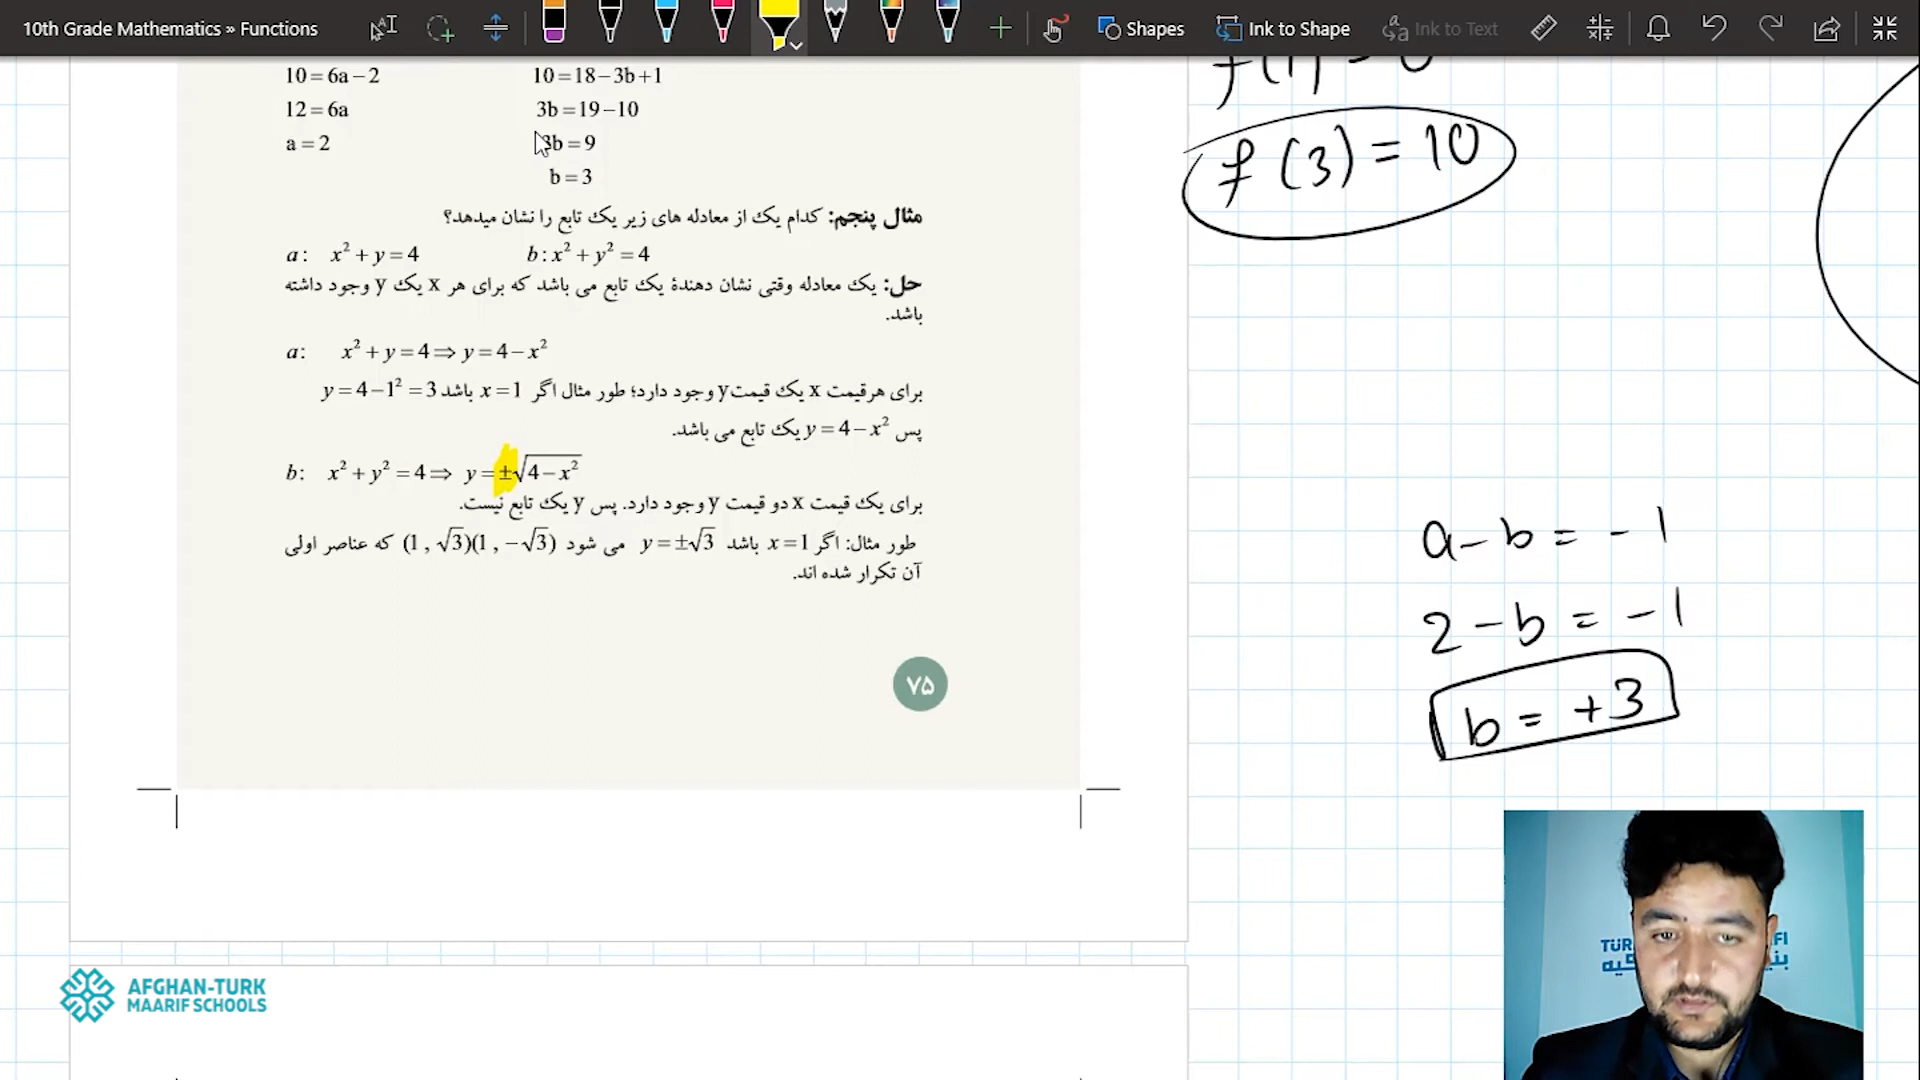 10th Grade Mathematics » Functions
Shapes
Ink to Shape
Ink to Text
10 = 6a − 2
10 = 18 − 3b + 1
12 = 6a
3b = 19 − 10
a = 2
3b = 9
b = 3
مثال پنجم: کدام یک از معادله های زیر یک تابع را نشان میدهد؟
a: x² + y = 4
b: x² + y² = 4
حل: یک معادله وقتی نشان دهندۀ یک تابع می باشد که برای هر x یک y وجود داشته
باشد.
a: x² + y = 4 ⇒ y = 4 − x²
برای هرقیمت x یک قیمت y وجود دارد؛ طور مثال اگر x = 1 باشد y = 4 − 1² = 3
پس y = 4 − x² یک تابع می باشد.
b: x² + y² = 4 ⇒ y = ±√(4 − x²)
برای یک قیمت x دو قیمت y وجود دارد. پس y یک تابع نیست.
طور مثال: اگر x = 1 باشد y = ±√3 می شود (1 , √3)(1 , −√3) که عناصر اولی
آن تکرار شده اند.
۷۵
f(3) = 10
a − b = −1
2 − b = −1
b = +3
AFGHAN-TURK
MAARIF SCHOOLS